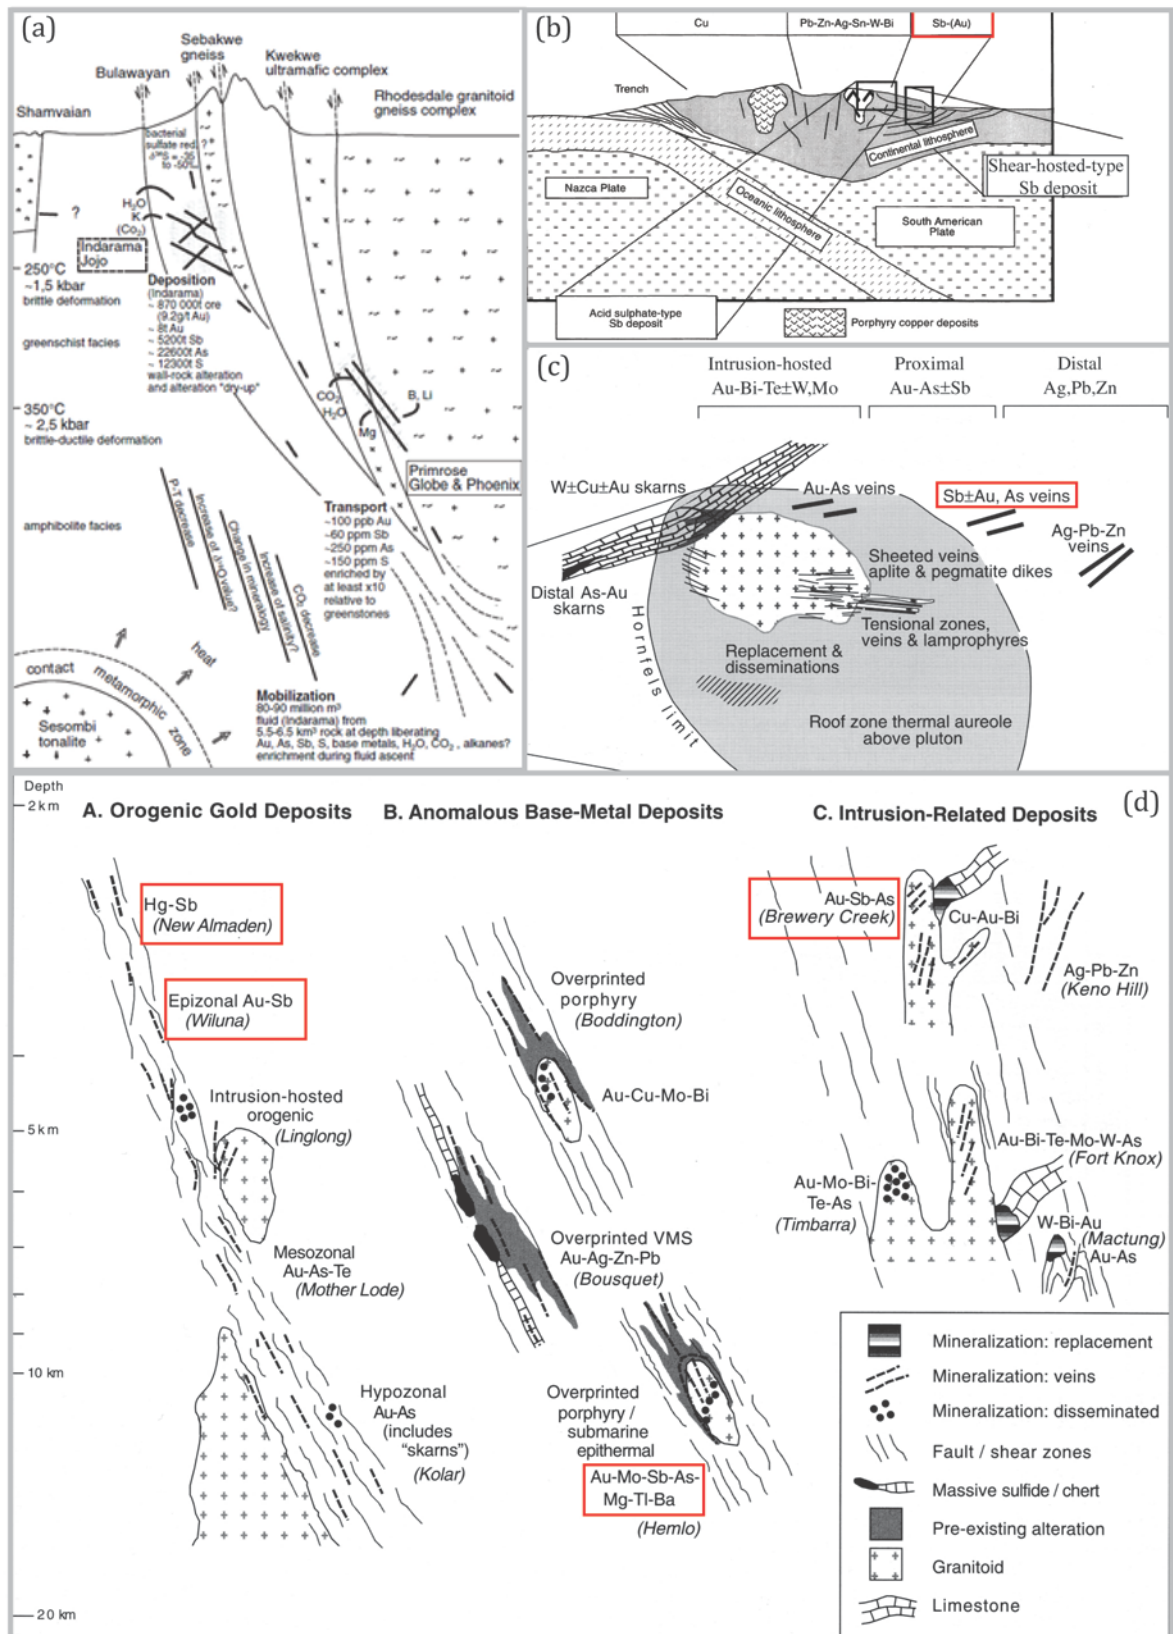 (a)
Sebakwe
gneiss
Kwekwe
ultramafic complex
Bulawayan
Rhodesdale granitoid
gneiss complex
Shamvaian
bacterial
sulfate red. ?
δ³⁴S = -35
to -50‰
?
H₂O
K
(Co₂)
Indarama
Jojo
250°C
~1,5 kbar
brittle deformation
Deposition
(Indarama)
~ 870 000t ore
(9.2g/t Au)
~ 8t Au
~ 5200t Sb
~ 22600t As
~ 12300t S
wall-rock alteration
and alteration "dry-up"
greenschist facies
350°C
~ 2,5 kbar
brittle-ductile deformation
CO₂
H₂O
B, Li
Mg
Primrose
Globe & Phoenix
Transport
~100 ppb Au
~60 ppm Sb
~250 ppm As
~150 ppm S
enriched by
at least x10
relative to
greenstones
amphibolite facies
P-T decrease
Increase of δ¹⁸O value?
Change in mineralogy
Increase of salinity?
CO₂ decrease
heat
contact metamorphic zone
Sesombi
tonalite
Mobilization
80-90 million m³
fluid (Indarama) from
5.5-6.5 km³ rock at depth liberating
Au, As, Sb, S, base metals, H₂O, CO₂ , alkanes?
enrichment during fluid ascent
(b)
Cu
Pb-Zn-Ag-Sn-W-Bi
Sb-(Au)
Trench
Continental lithosphere
Shear-hosted-type
Sb deposit
Nazca Plate
Oceanic lithosphere
South American
Plate
Acid sulphate-type
Sb deposit
Porphyry copper deposits
(c)
Intrusion-hosted
Au-Bi-Te±W,Mo
Proximal
Au-As±Sb
Distal
Ag,Pb,Zn
W±Cu±Au skarns
Au-As veins
Sb±Au, As veins
Ag-Pb-Zn
veins
Sheeted veins
aplite & pegmatite dikes
Distal As-Au
skarns
Tensional zones,
veins & lamprophyres
Hornfels limit
Replacement &
disseminations
Roof zone thermal aureole
above pluton
(d)
Depth
2 km
5 km
10 km
20 km
A. Orogenic Gold Deposits
Hg-Sb
(New Almaden)
Epizonal Au-Sb
(Wiluna)
Intrusion-hosted
orogenic
(Linglong)
Mesozonal
Au-As-Te
(Mother Lode)
Hypozonal
Au-As
(includes
"skarns")
(Kolar)
B. Anomalous Base-Metal Deposits
Overprinted
porphyry
(Boddington)
Au-Cu-Mo-Bi
Overprinted VMS
Au-Ag-Zn-Pb
(Bousquet)
Overprinted
porphyry /
submarine
epithermal
Au-Mo-Sb-As-
Mg-Tl-Ba
(Hemlo)
C. Intrusion-Related Deposits
Au-Sb-As
(Brewery Creek)
Cu-Au-Bi
Ag-Pb-Zn
(Keno Hill)
Au-Bi-Te-Mo-W-As
(Fort Knox)
Au-Mo-Bi-
Te-As
(Timbarra)
W-Bi-Au
(Mactung)
Au-As
Mineralization: replacement
Mineralization: veins
Mineralization: disseminated
Fault / shear zones
Massive sulfide / chert
Pre-existing alteration
Granitoid
Limestone